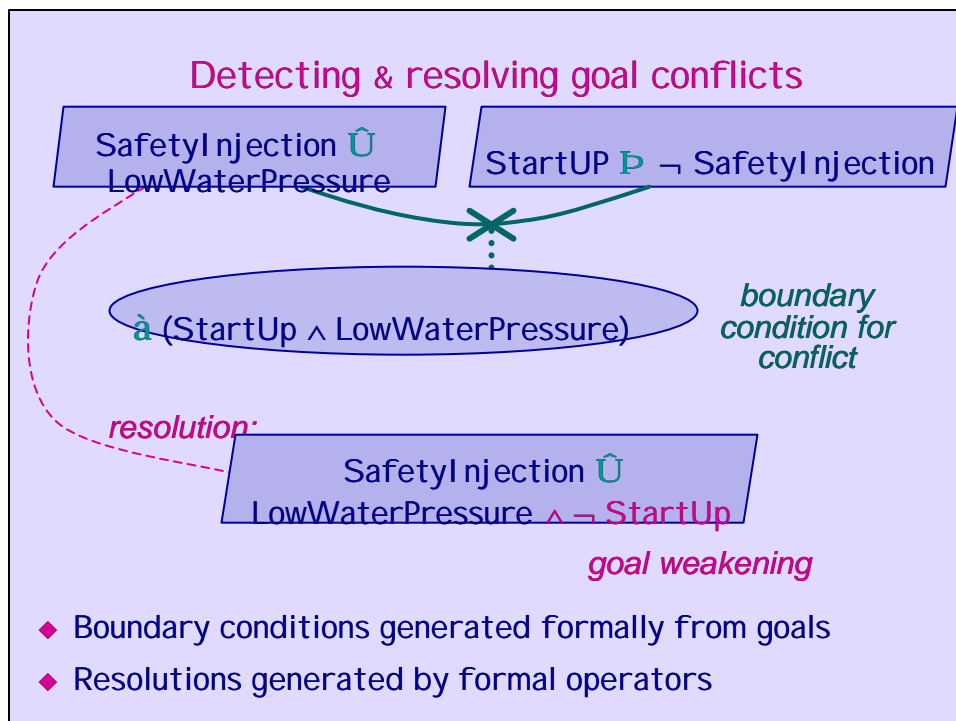 Detecting & resolving goal conflicts
SafetyInjection Û
LowWaterPressure
StartUP Þ ¬ SafetyInjection
à (StartUp ∧ LowWaterPressure)
boundary
condition for
conflict
resolution:
SafetyInjection Û
LowWaterPressure ∧ ¬ StartUp
goal weakening
◆ Boundary conditions generated formally from goals
◆ Resolutions generated by formal operators